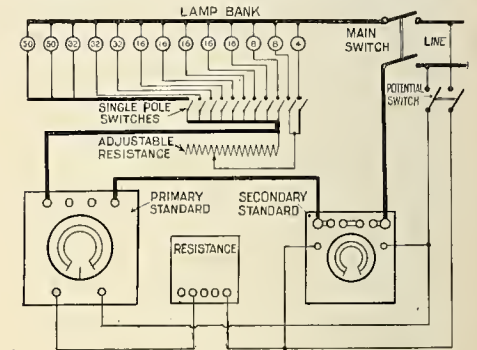 LAMP BANK
MAIN SWITCH
LINE
50 50 32 32 32 16 16 16 16 16 8 8 4
POTENTIAL SWITCH
SINGLE POLE SWITCHES
ADJUSTABLE RESISTANCE
PRIMARY STANDARD
SECONDARY STANDARD
RESISTANCE